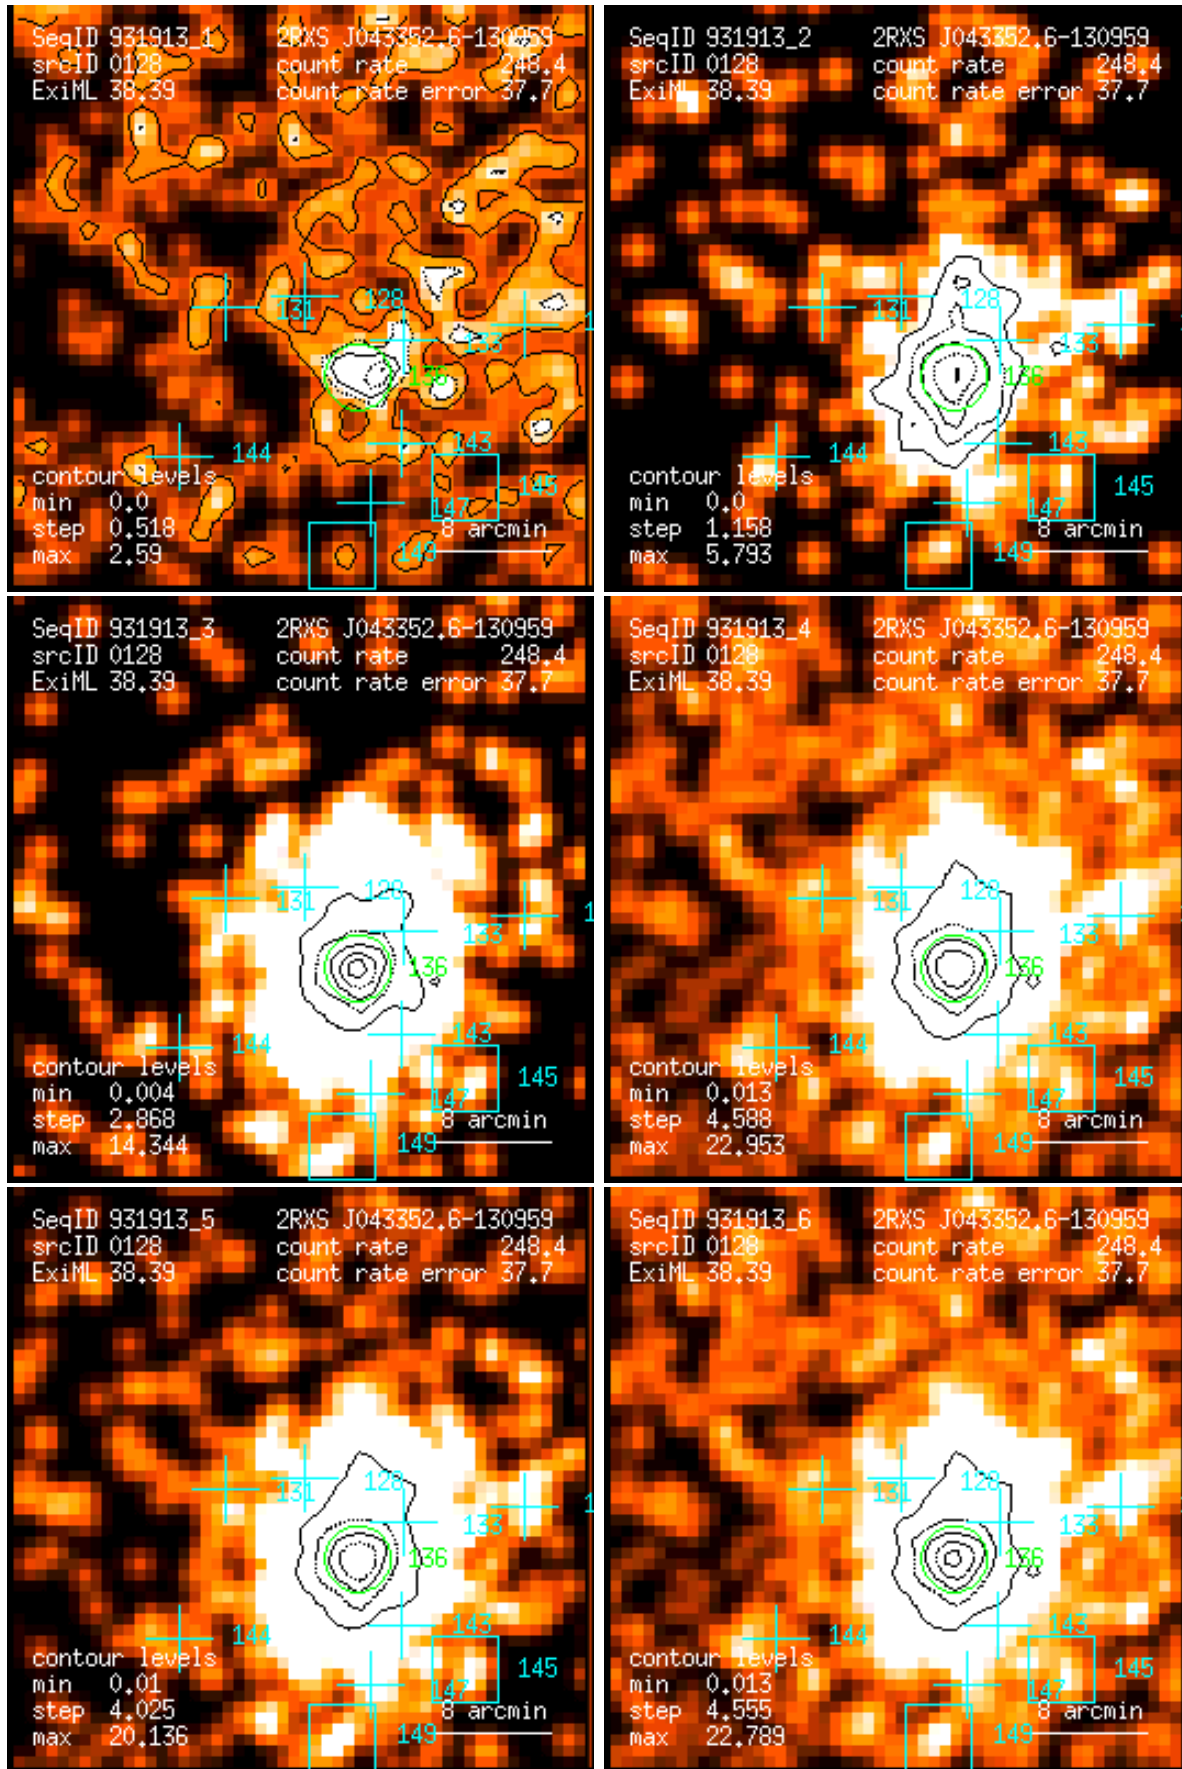 SeqID 931913_1 2RXS J043352.6-130959
srcID 0128 count rate 248.4
ExiML 38.39 count rate error 37.7
128
131
133
1
136
143
144
contour levels
145
min 0.0
147
step 0.518 8 arcmin
max 2.59 149
SeqID 931913_2 2RXS J043352.6-130959
srcID 0128 count rate 248.4
ExiML 38.39 count rate error 37.7
128
131
133
136
143
144
contour levels
145
min 0.0
147
step 1.158 8 arcmin
max 5.793 149
SeqID 931913_3 2RXS J043352.6-130959
srcID 0128 count rate 248.4
ExiML 38.39 count rate error 37.7
128
131
133
1
136
143
144
contour levels
145
min 0.004
147
step 2.868 8 arcmin
max 14.344 149
SeqID 931913_4 2RXS J043352.6-130959
srcID 0128 count rate 248.4
ExiML 38.39 count rate error 37.7
128
131
133
136
143
144
contour levels
145
min 0.013
147
step 4.588 8 arcmin
max 22.953 149
SeqID 931913_5 2RXS J043352.6-130959
srcID 0128 count rate 248.4
ExiML 38.39 count rate error 37.7
128
131
133
1
136
143
144
contour levels
145
min 0.01
147
step 4.025 8 arcmin
max 20.136 149
SeqID 931913_6 2RXS J043352.6-130959
srcID 0128 count rate 248.4
ExiML 38.39 count rate error 37.7
128
131
133
136
143
144
contour levels
145
min 0.013
147
step 4.555 8 arcmin
max 22.789 149